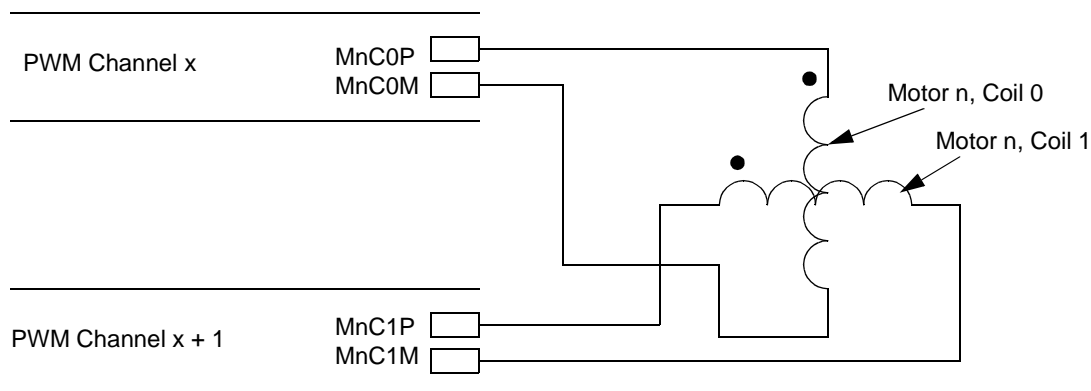 PWM Channel x
MnC0P
MnC0M
Motor n, Coil 0
Motor n, Coil 1
PWM Channel x + 1
MnC1P
MnC1M